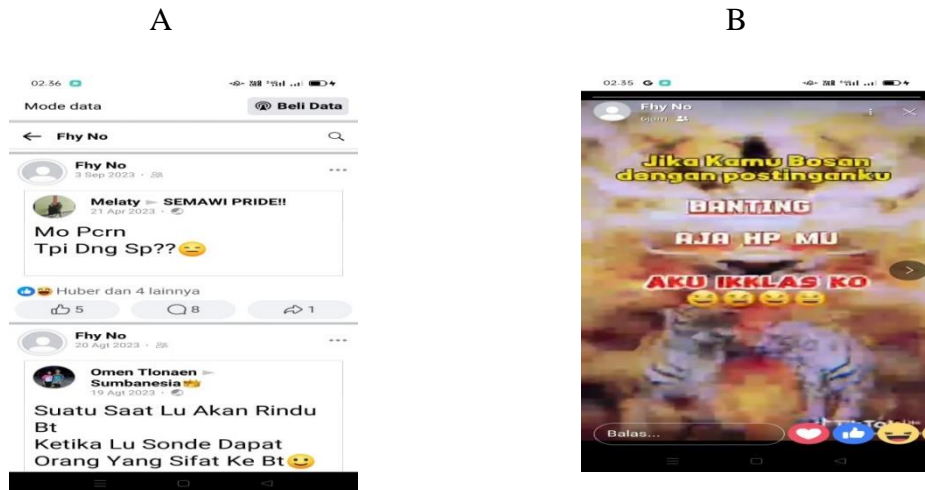 A
B
02.36
Mode data
Beli Data
Fhy No
Fhy No
3 Sep 2023
Melaty ► SEMAWI PRIDE!!
21 Apr 2023
Mo Pcrn
Tpi Dng Sp??😑
Huber dan 4 lainnya
5 8 1
Fhy No
20 Agt 2023
Omen Tlonaen ►
Sumbanesia
19 Agt 2023
Suatu Saat Lu Akan Rindu
Bt
Ketika Lu Sonde Dapat
Orang Yang Sifat Ke Bt🙂
02.35 G
Fhy No
Jika Kamu Bosan
dengan postinganku
BANTING
AJA HP MU
AKU IKKLAS KO
😄😄😄😄
Balas...